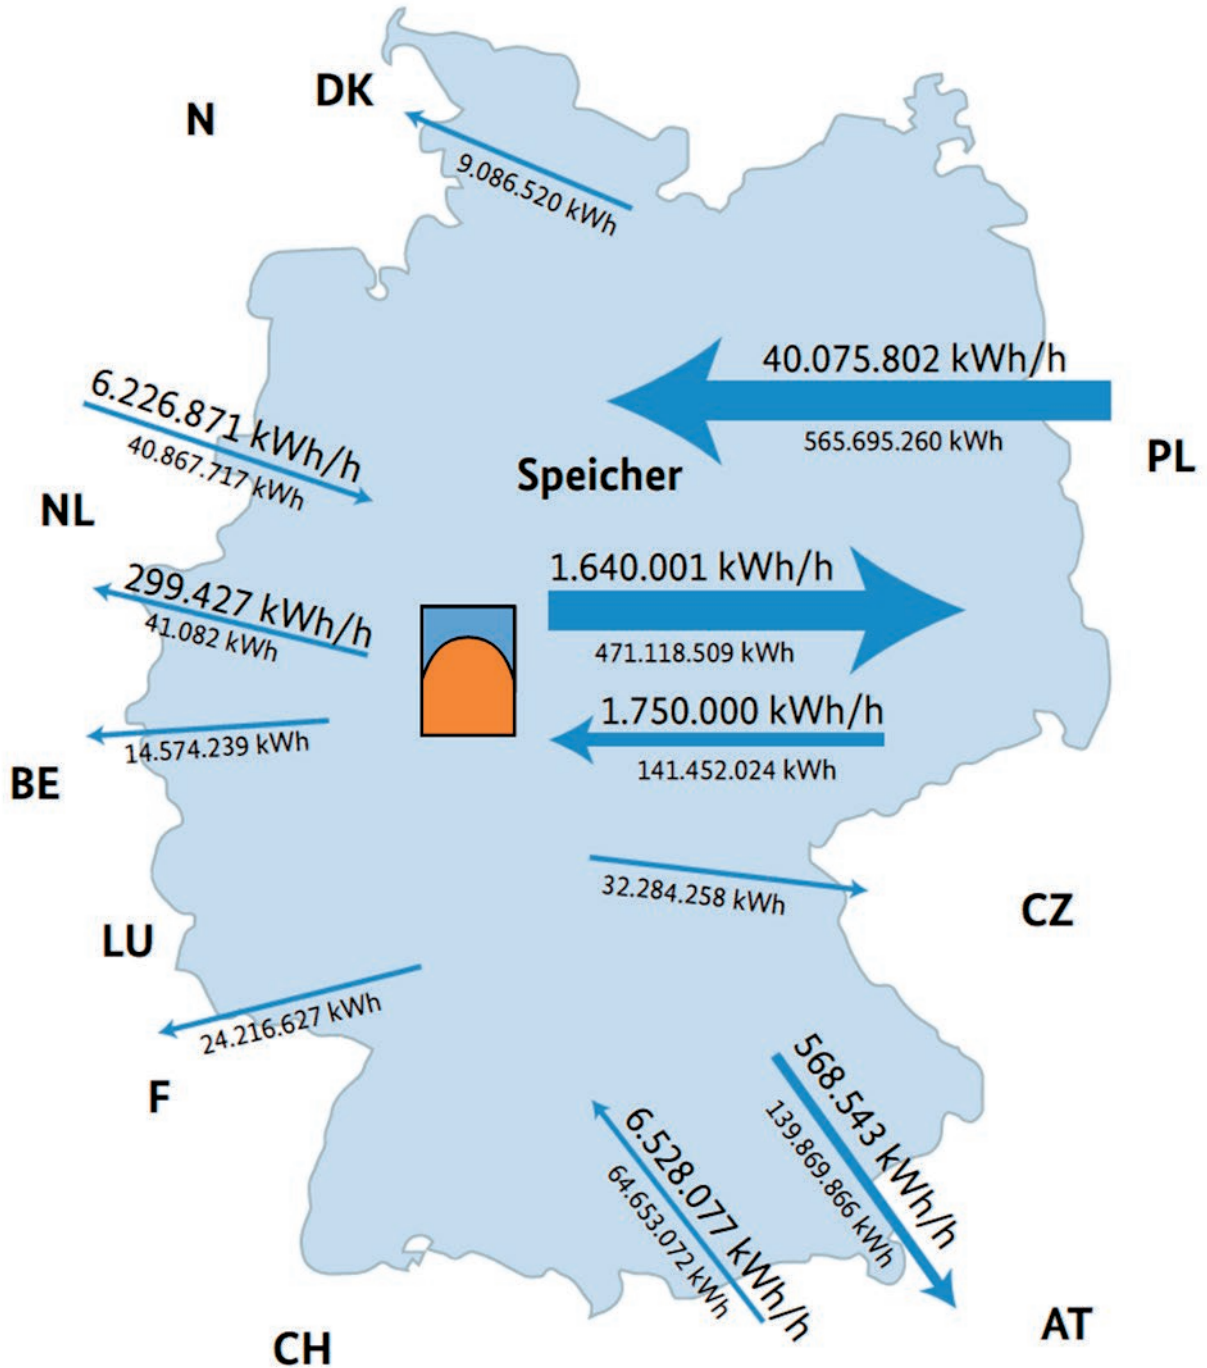 DK
N
9.086.520 kWh
40.075.802 kWh/h
565.695.260 kWh
PL
6.226.871 kWh/h
40.867.717 kWh
Speicher
NL
1.640.001 kWh/h
471.118.509 kWh
299.427 kWh/h
41.082 kWh
1.750.000 kWh/h
141.452.024 kWh
14.574.239 kWh
BE
32.284.258 kWh
CZ
LU
24.216.627 kWh
F
568.543 kWh/h
139.869.866 kWh
6.528.077 kWh/h
64.653.072 kWh
AT
CH